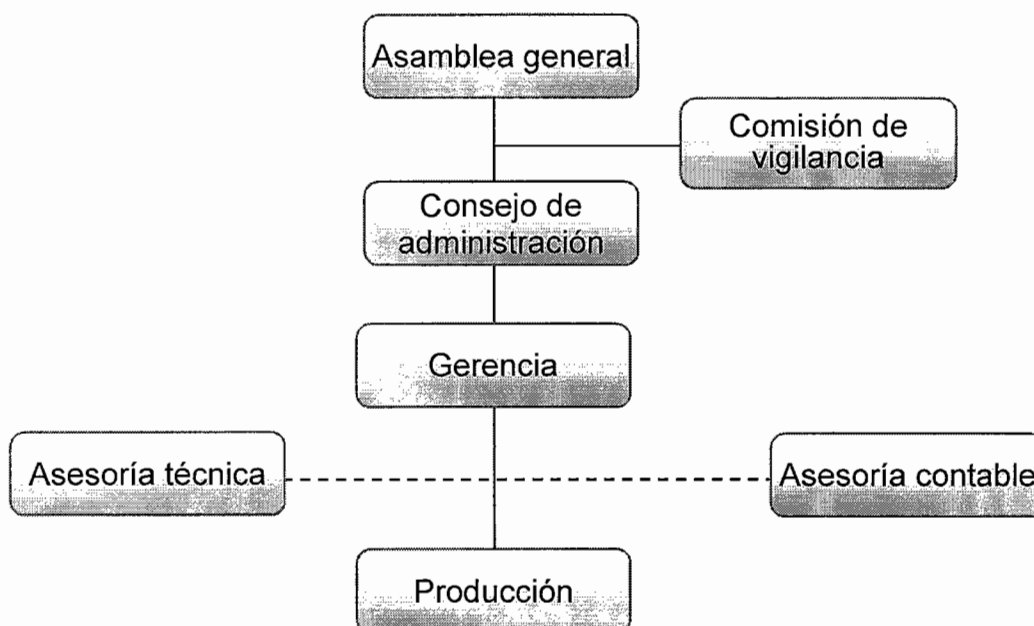 Asamblea general
Comisión de
vigilancia
Consejo de
administración
Gerencia
Asesoría técnica
Asesoría contable
Producción